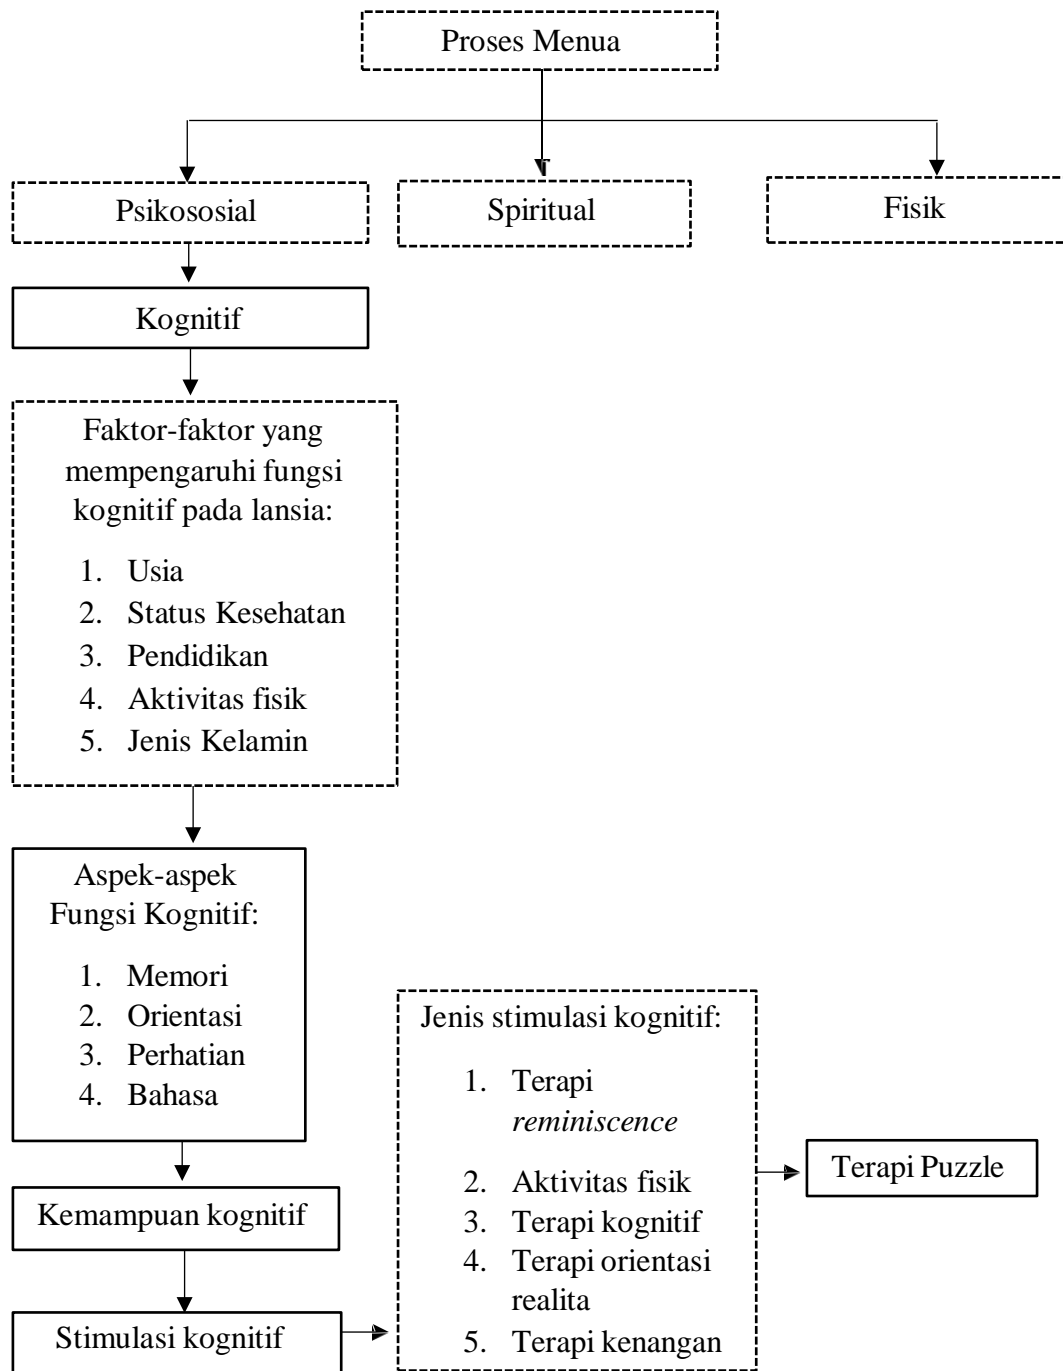 Proses Menua
Psikososial
Spiritual
Fisik
Kognitif
Faktor-faktor yang
mempengaruhi fungsi
kognitif pada lansia:
1. Usia
2. Status Kesehatan
3. Pendidikan
4. Aktivitas fisik
5. Jenis Kelamin
Aspek-aspek
Fungsi Kognitif:
1. Memori
2. Orientasi
3. Perhatian
4. Bahasa
Kemampuan kognitif
Stimulasi kognitif
Jenis stimulasi kognitif:
1. Terapi
reminiscence
2. Aktivitas fisik
3. Terapi kognitif
4. Terapi orientasi
realita
5. Terapi kenangan
Terapi Puzzle